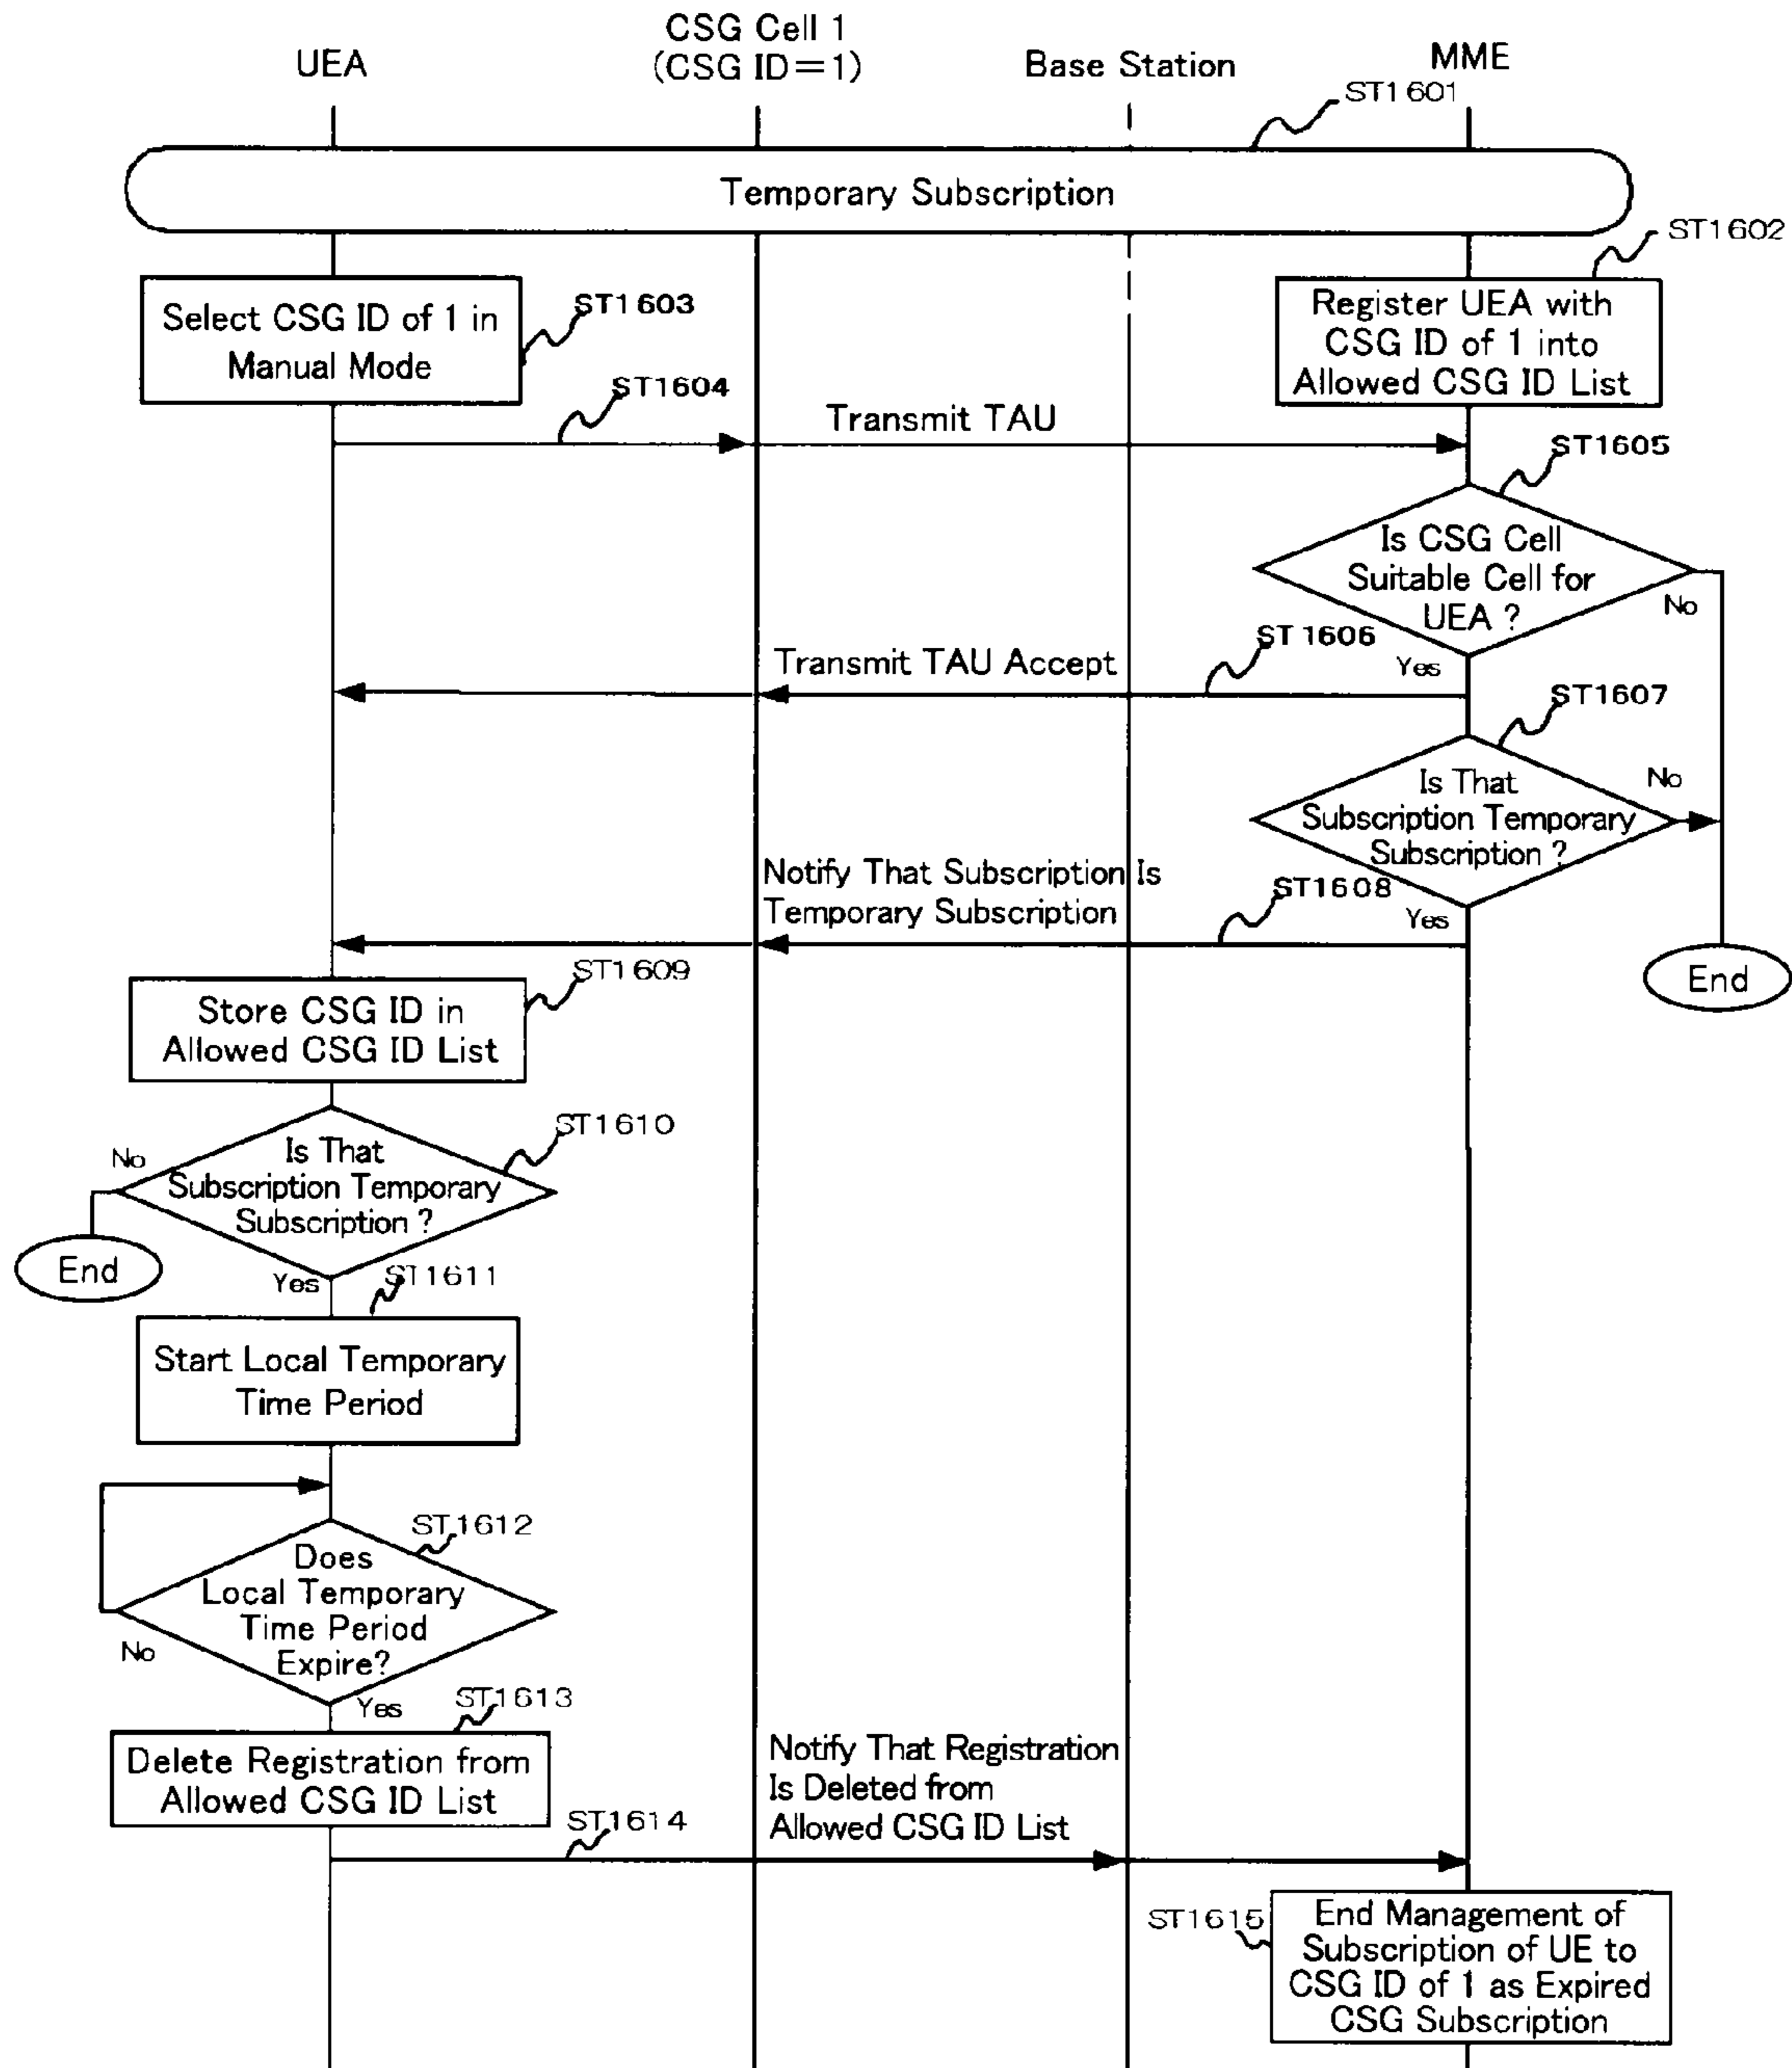 UEA
CSG Cell 1
(CSG ID=1)
Base Station
MME
ST1601
Temporary Subscription
ST1602
Select CSG ID of 1 in
Manual Mode
ST1603
Register UEA with
CSG ID of 1 into
Allowed CSG ID List
ST1604
Transmit TAU
ST1605
Is CSG Cell
Suitable Cell for
UEA ?
No
Yes
ST1606
Transmit TAU Accept
ST1607
Is That
Subscription Temporary
Subscription ?
No
Yes
Notify That Subscription Is
Temporary Subscription
ST1608
End
ST1609
Store CSG ID in
Allowed CSG ID List
ST1610
Is That
Subscription Temporary
Subscription ?
No
End
Yes
ST1611
Start Local Temporary
Time Period
ST1612
Does
Local Temporary
Time Period
Expire?
No
Yes
ST1613
Delete Registration from
Allowed CSG ID List
Notify That Registration
Is Deleted from
Allowed CSG ID List
ST1614
ST1615
End Management of
Subscription of UE to
CSG ID of 1 as Expired
CSG Subscription